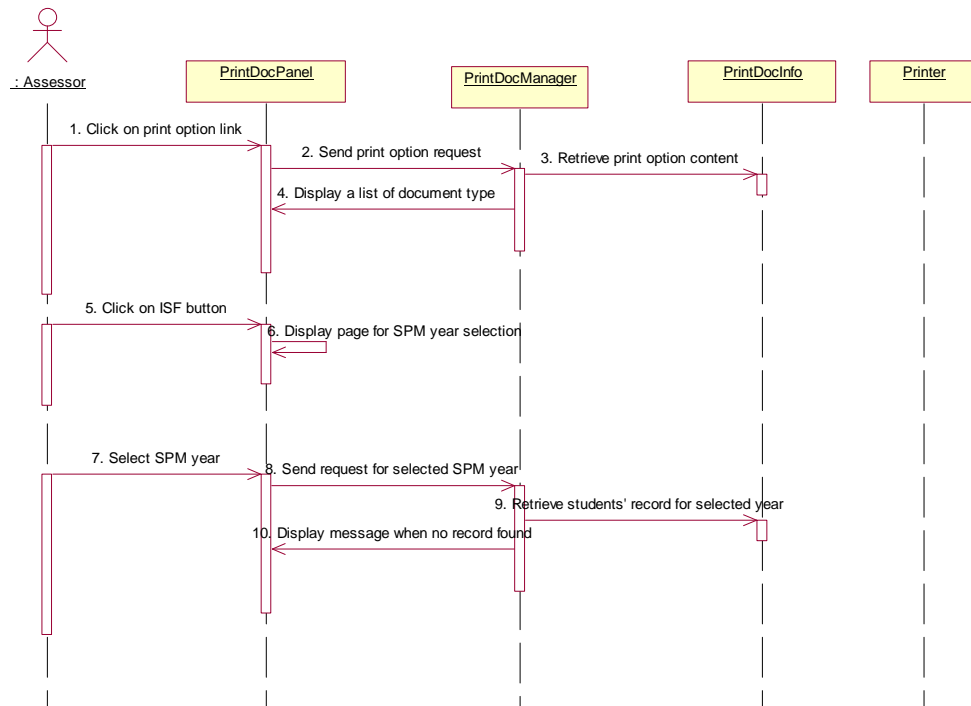 : Assessor
PrintDocPanel
PrintDocManager
PrintDocInfo
Printer
1. Click on print option link
2. Send print option request
3. Retrieve print option content
4. Display a list of document type
5. Click on ISF button
6. Display page for SPM year selection
7. Select SPM year
8. Send request for selected SPM year
9. Retrieve students' record for selected year
10. Display message when no record found